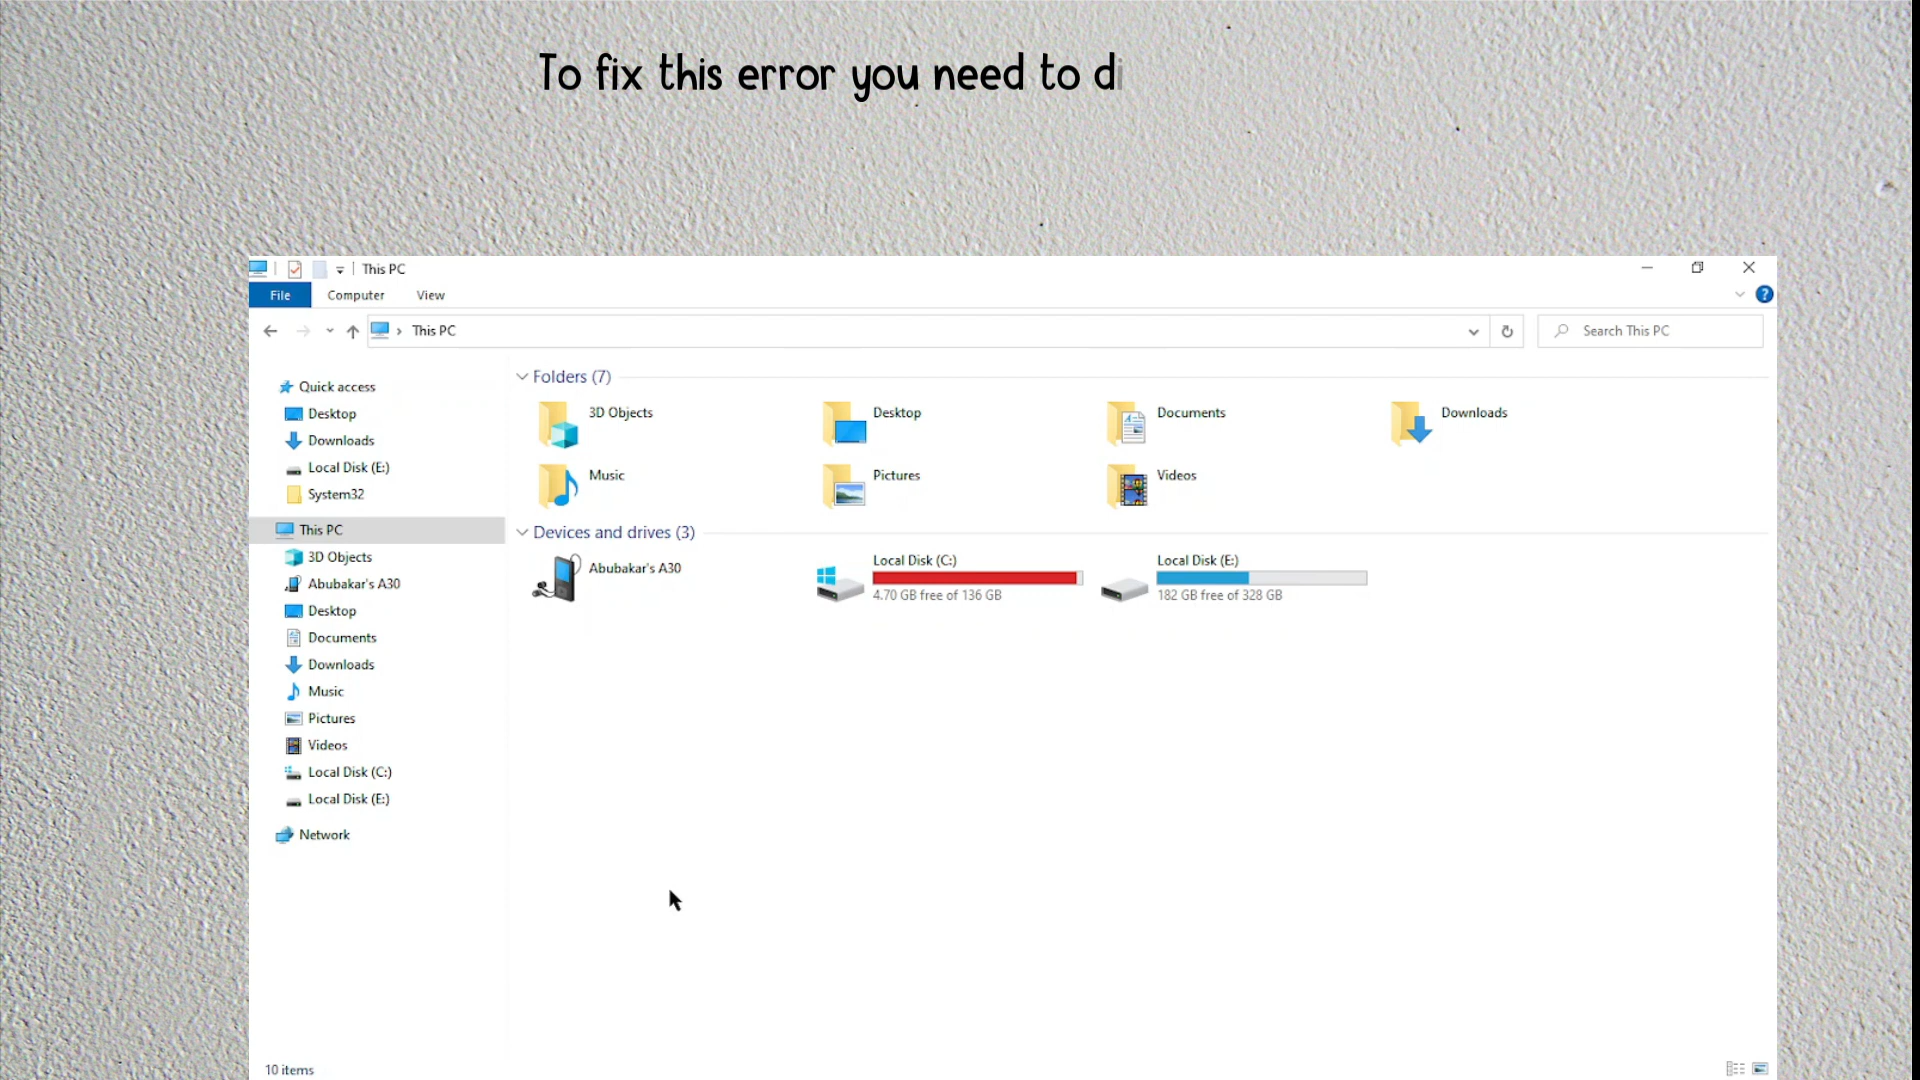 To fix this error you need to di
This PC
File Computer View
This PC Search This PC
Quick access
Desktop
Downloads
Local Disk (E:)
System32
This PC
3D Objects
Abubakar's A30
Desktop
Documents
Downloads
Music
Pictures
Videos
Local Disk (C:)
Local Disk (E:)
Network
Folders (7)
3D Objects Desktop Documents Downloads
Music Pictures Videos
Devices and drives (3)
Abubakar's A30
Local Disk (C:)
4.70 GB free of 136 GB
Local Disk (E:)
182 GB free of 328 GB
10 items